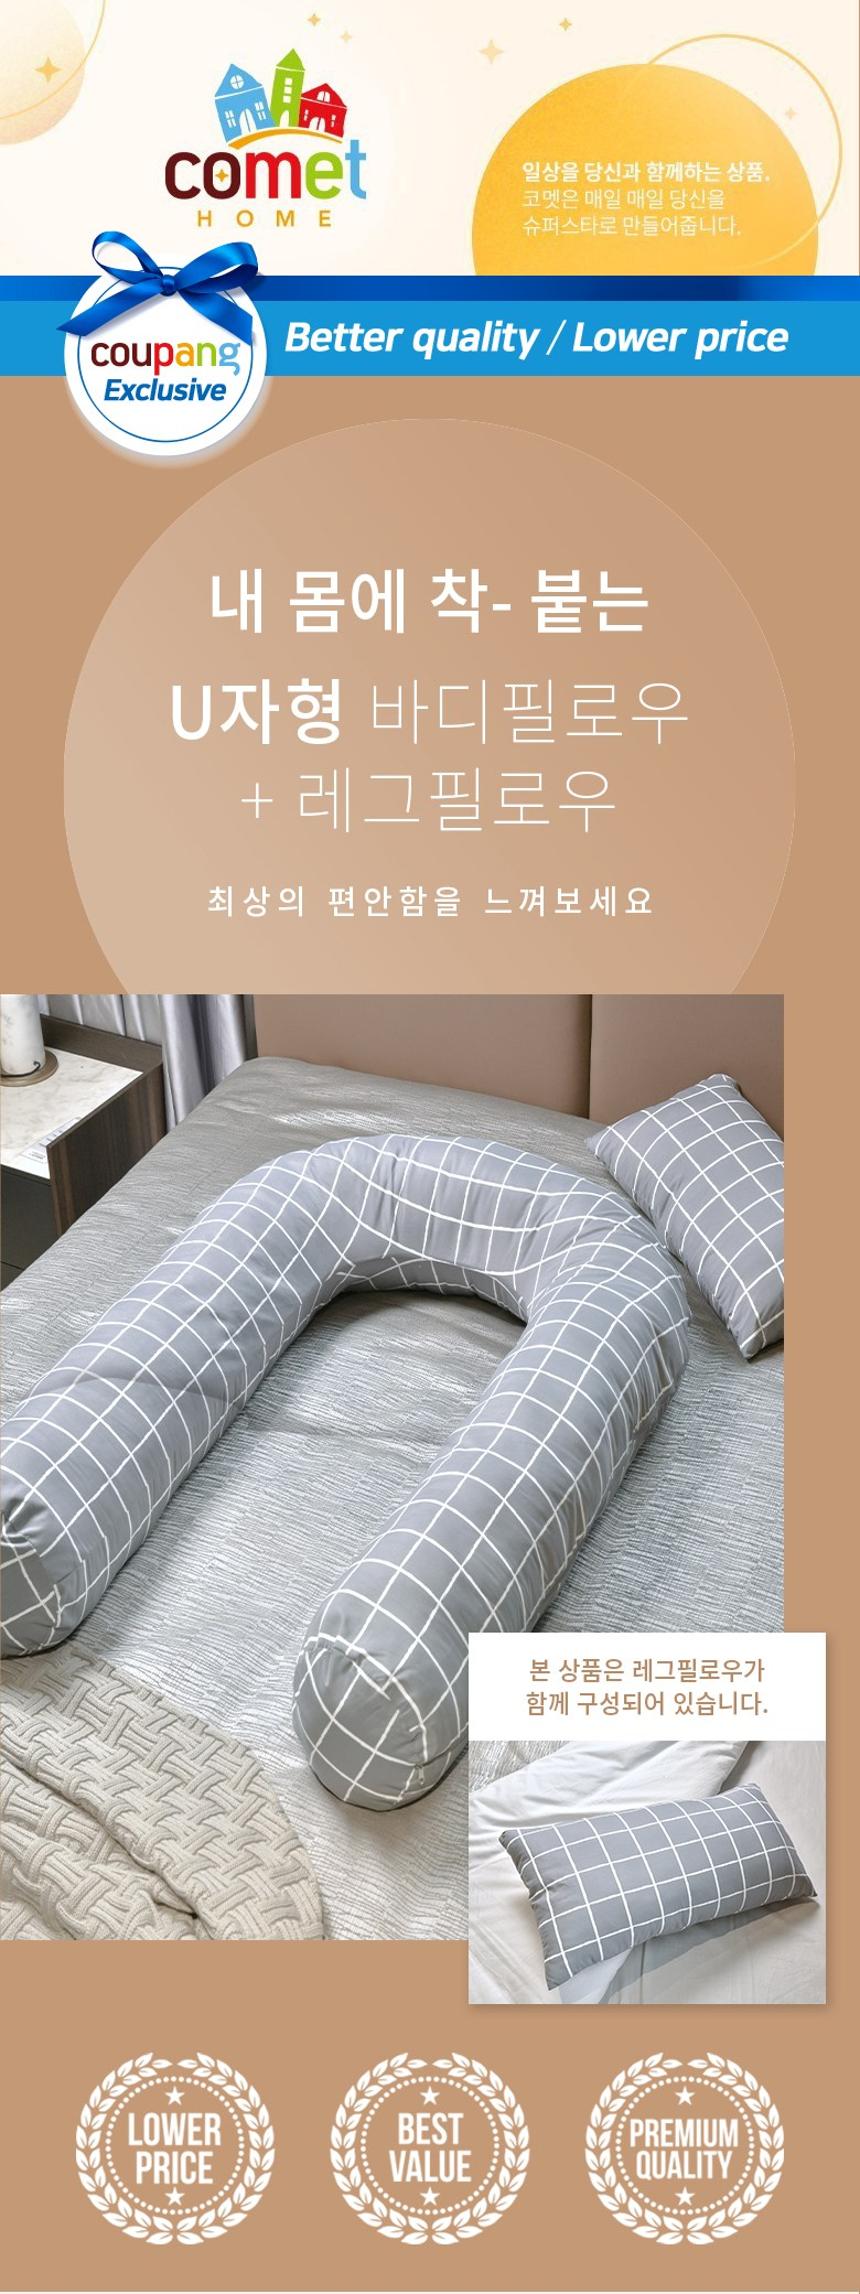 comet
HOME
일상을 당신과 함께하는 상품.
코멧은 매일 매일 당신을
슈퍼스타로 만들어줍니다.
coupang
Exclusive
Better quality / Lower price
내 몸에 착- 붙는
U자형 바디필로우
+ 레그필로우
최상의 편안함을 느껴보세요
본 상품은 레그필로우가
함께 구성되어 있습니다.
LOWER
PRICE
BEST
VALUE
PREMIUM
QUALITY